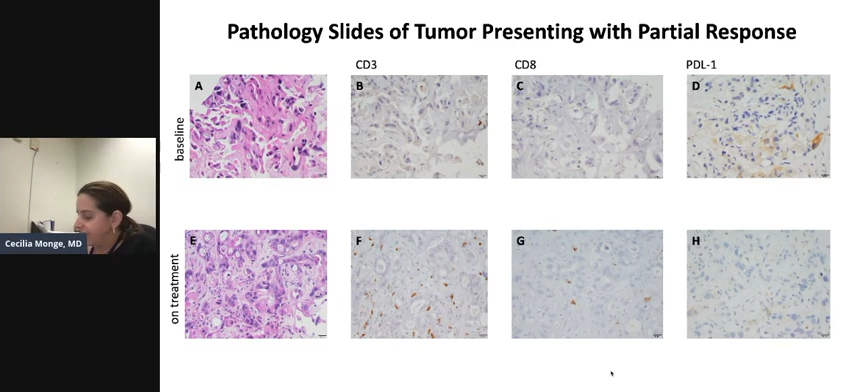 Pathology Slides of Tumor Presenting with Partial Response
CD3
CD8
PDL-1
baseline
A
B
C
D
Cecilia Monge, MD
on treatment
E
F
G
H